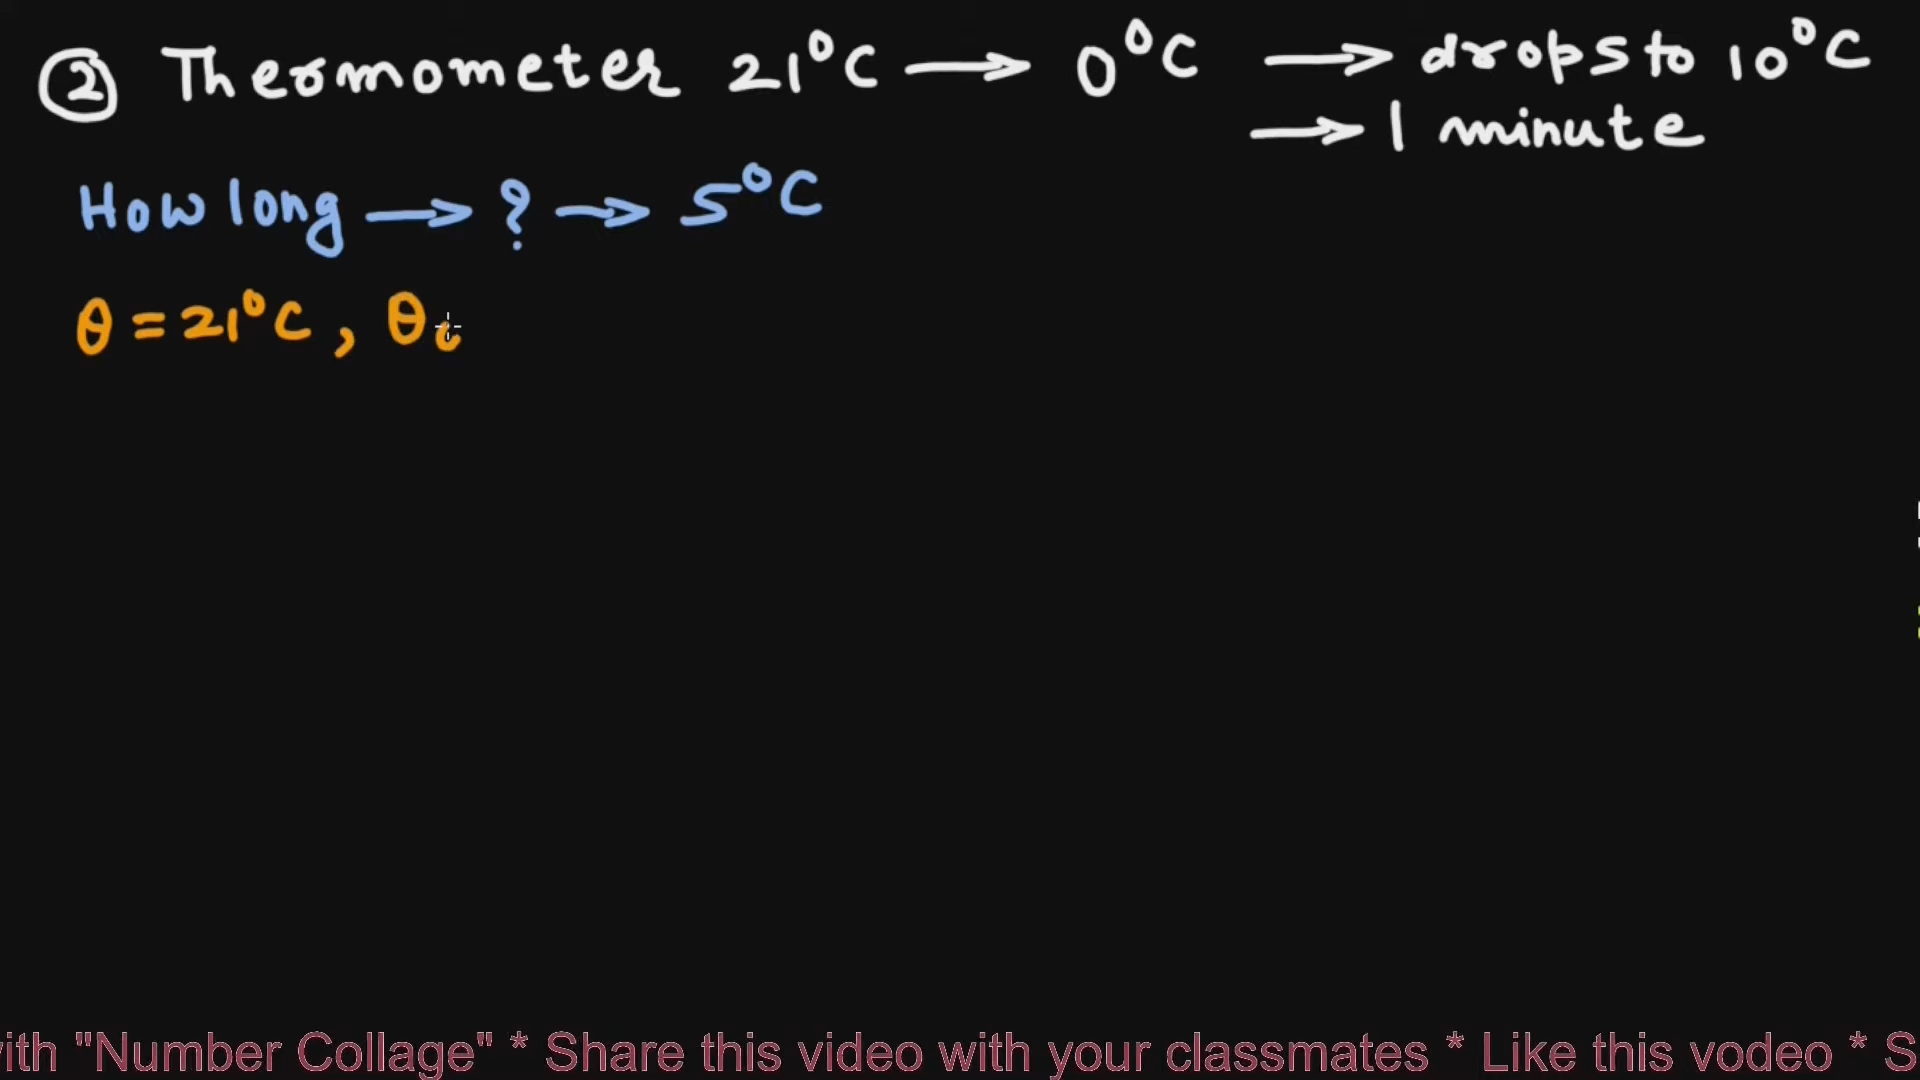 ② Thermometer 21°C → 0°C → drops to 10°C
→ 1 minute
How long → ? → 5°C
θ = 21°C, θ
ith "Number Collage" * Share this video with your classmates * Like this vodeo * S